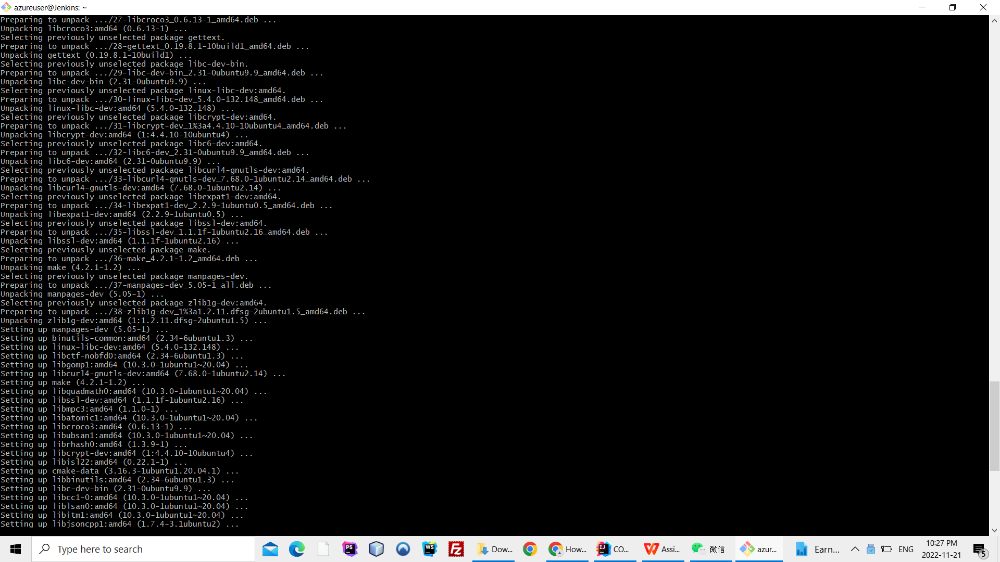 azureuser@Jenkins: ~
Preparing to unpack .../27-libcroco3_0.6.13-1_amd64.deb ...
Unpacking libcroco3:amd64 (0.6.13-1) ...
Selecting previously unselected package gettext.
Preparing to unpack .../28-gettext_0.19.8.1-10build1_amd64.deb ...
Unpacking gettext (0.19.8.1-10build1) ...
Selecting previously unselected package libc-dev-bin.
Preparing to unpack .../29-libc-dev-bin_2.31-0ubuntu9.9_amd64.deb ...
Unpacking libc-dev-bin (2.31-0ubuntu9.9) ...
Selecting previously unselected package linux-libc-dev:amd64.
Preparing to unpack .../30-linux-libc-dev_5.4.0-132.148_amd64.deb ...
Unpacking linux-libc-dev:amd64 (5.4.0-132.148) ...
Selecting previously unselected package libcrypt-dev:amd64.
Preparing to unpack .../31-libcrypt-dev_1%3a4.4.10-10ubuntu4_amd64.deb ...
Unpacking libcrypt-dev:amd64 (1:4.4.10-10ubuntu4) ...
Selecting previously unselected package libc6-dev:amd64.
Preparing to unpack .../32-libc6-dev_2.31-0ubuntu9.9_amd64.deb ...
Unpacking libc6-dev:amd64 (2.31-0ubuntu9.9) ...
Selecting previously unselected package libcurl4-gnutls-dev:amd64.
Preparing to unpack .../33-libcurl4-gnutls-dev_7.68.0-1ubuntu2.14_amd64.deb ...
Unpacking libcurl4-gnutls-dev:amd64 (7.68.0-1ubuntu2.14) ...
Selecting previously unselected package libexpat1-dev:amd64.
Preparing to unpack .../34-libexpat1-dev_2.2.9-1ubuntu0.5_amd64.deb ...
Unpacking libexpat1-dev:amd64 (2.2.9-1ubuntu0.5) ...
Selecting previously unselected package libssl-dev:amd64.
Preparing to unpack .../35-libssl-dev_1.1.1f-1ubuntu2.16_amd64.deb ...
Unpacking libssl-dev:amd64 (1.1.1f-1ubuntu2.16) ...
Selecting previously unselected package make.
Preparing to unpack .../36-make_4.2.1-1.2_amd64.deb ...
Unpacking make (4.2.1-1.2) ...
Selecting previously unselected package manpages-dev.
Preparing to unpack .../37-manpages-dev_5.05-1_all.deb ...
Unpacking manpages-dev (5.05-1) ...
Selecting previously unselected package zlib1g-dev:amd64.
Preparing to unpack .../38-zlib1g-dev_1%3a1.2.11.dfsg-2ubuntu1.5_amd64.deb ...
Unpacking zlib1g-dev:amd64 (1:1.2.11.dfsg-2ubuntu1.5) ...
Setting up manpages-dev (5.05-1) ...
Setting up binutils-common:amd64 (2.34-6ubuntu1.3) ...
Setting up linux-libc-dev:amd64 (5.4.0-132.148) ...
Setting up libctf-nobfd0:amd64 (2.34-6ubuntu1.3) ...
Setting up libgomp1:amd64 (10.3.0-1ubuntu1~20.04) ...
Setting up libcurl4-gnutls-dev:amd64 (7.68.0-1ubuntu2.14) ...
Setting up make (4.2.1-1.2) ...
Setting up libquadmath0:amd64 (10.3.0-1ubuntu1~20.04) ...
Setting up libssl-dev:amd64 (1.1.1f-1ubuntu2.16) ...
Setting up libmpc3:amd64 (1.1.0-1) ...
Setting up libatomic1:amd64 (10.3.0-1ubuntu1~20.04) ...
Setting up libcroco3:amd64 (0.6.13-1) ...
Setting up libubsan1:amd64 (10.3.0-1ubuntu1~20.04) ...
Setting up librhash0:amd64 (1.3.9-1) ...
Setting up libcrypt-dev:amd64 (1:4.4.10-10ubuntu4) ...
Setting up libisl22:amd64 (0.22.1-1) ...
Setting up cmake-data (3.16.3-1ubuntu1.20.04.1) ...
Setting up libbinutils:amd64 (2.34-6ubuntu1.3) ...
Setting up libc-dev-bin (2.31-0ubuntu9.9) ...
Setting up libcc1-0:amd64 (10.3.0-1ubuntu1~20.04) ...
Setting up liblsan0:amd64 (10.3.0-1ubuntu1~20.04) ...
Setting up libitm1:amd64 (10.3.0-1ubuntu1~20.04) ...
Setting up libjsoncpp1:amd64 (1.7.4-3.1ubuntu2) ...
Type here to search
PS
WS
FZ
Dow...
How...
IJ
CO...
W
Assi...
微信
azur...
Earn...
ENG
10:27 PM
2022-11-21
5